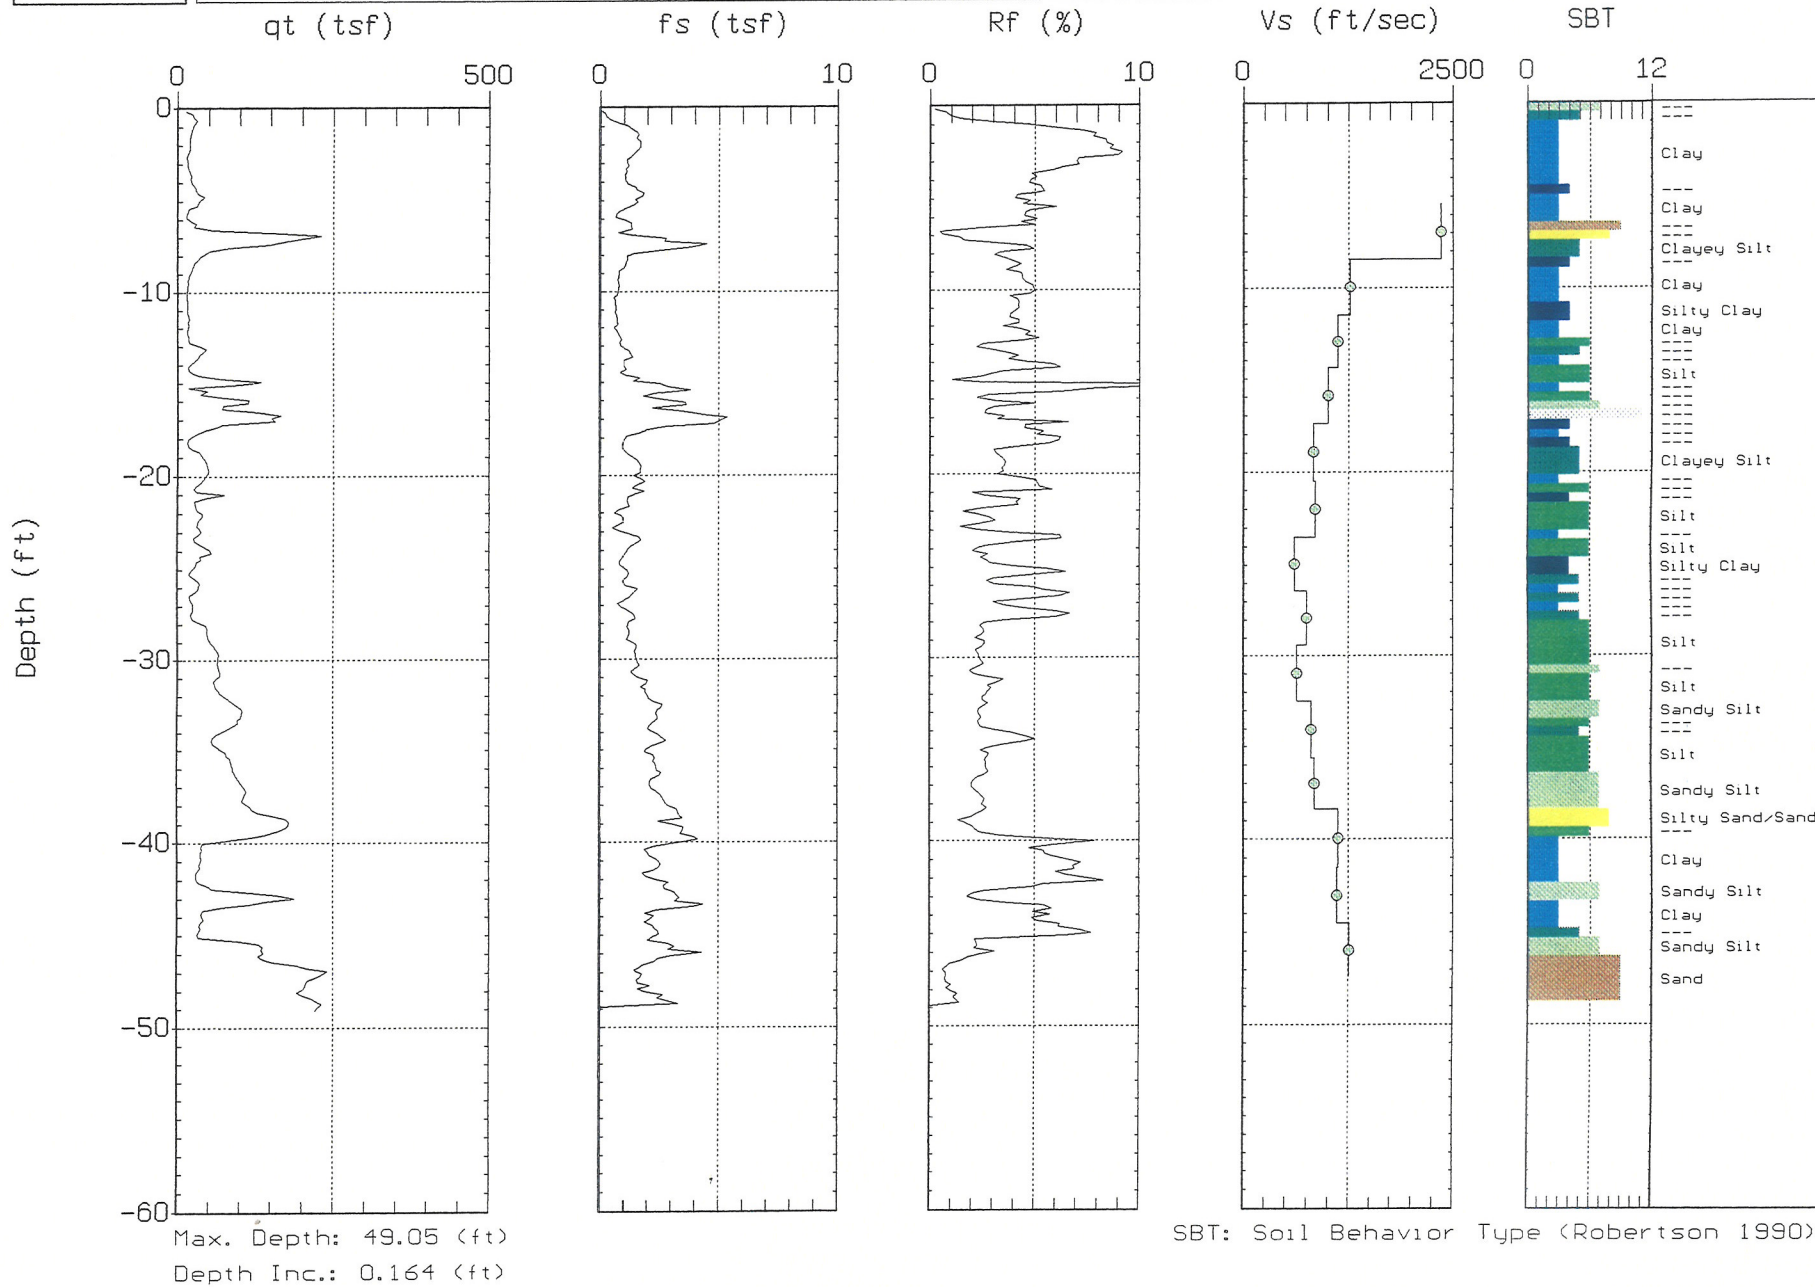 qt (tsf)
fs (tsf)
Rf (%)
Vs (ft/sec)
SBT
0 500
0 10
0 10
0 2500
0 12
Depth (ft)
0
-10
-20
-30
-40
-50
-60
---
---
Clay
---
Clay
---
---
Clayey Silt
---
Clay
Silty Clay
Clay
---
---
---
Silt
---
---
---
---
---
---
---
Clayey Silt
---
---
---
Silt
---
Silt
Silty Clay
---
---
---
---
---
Silt
---
Silt
Sandy Silt
---
---
Silt
Sandy Silt
Silty Sand/Sand
---
Clay
Sandy Silt
Clay
---
Sandy Silt
Sand
Max. Depth: 49.05 (ft)
Depth Inc.: 0.164 (ft)
SBT: Soil Behavior Type (Robertson 1990)